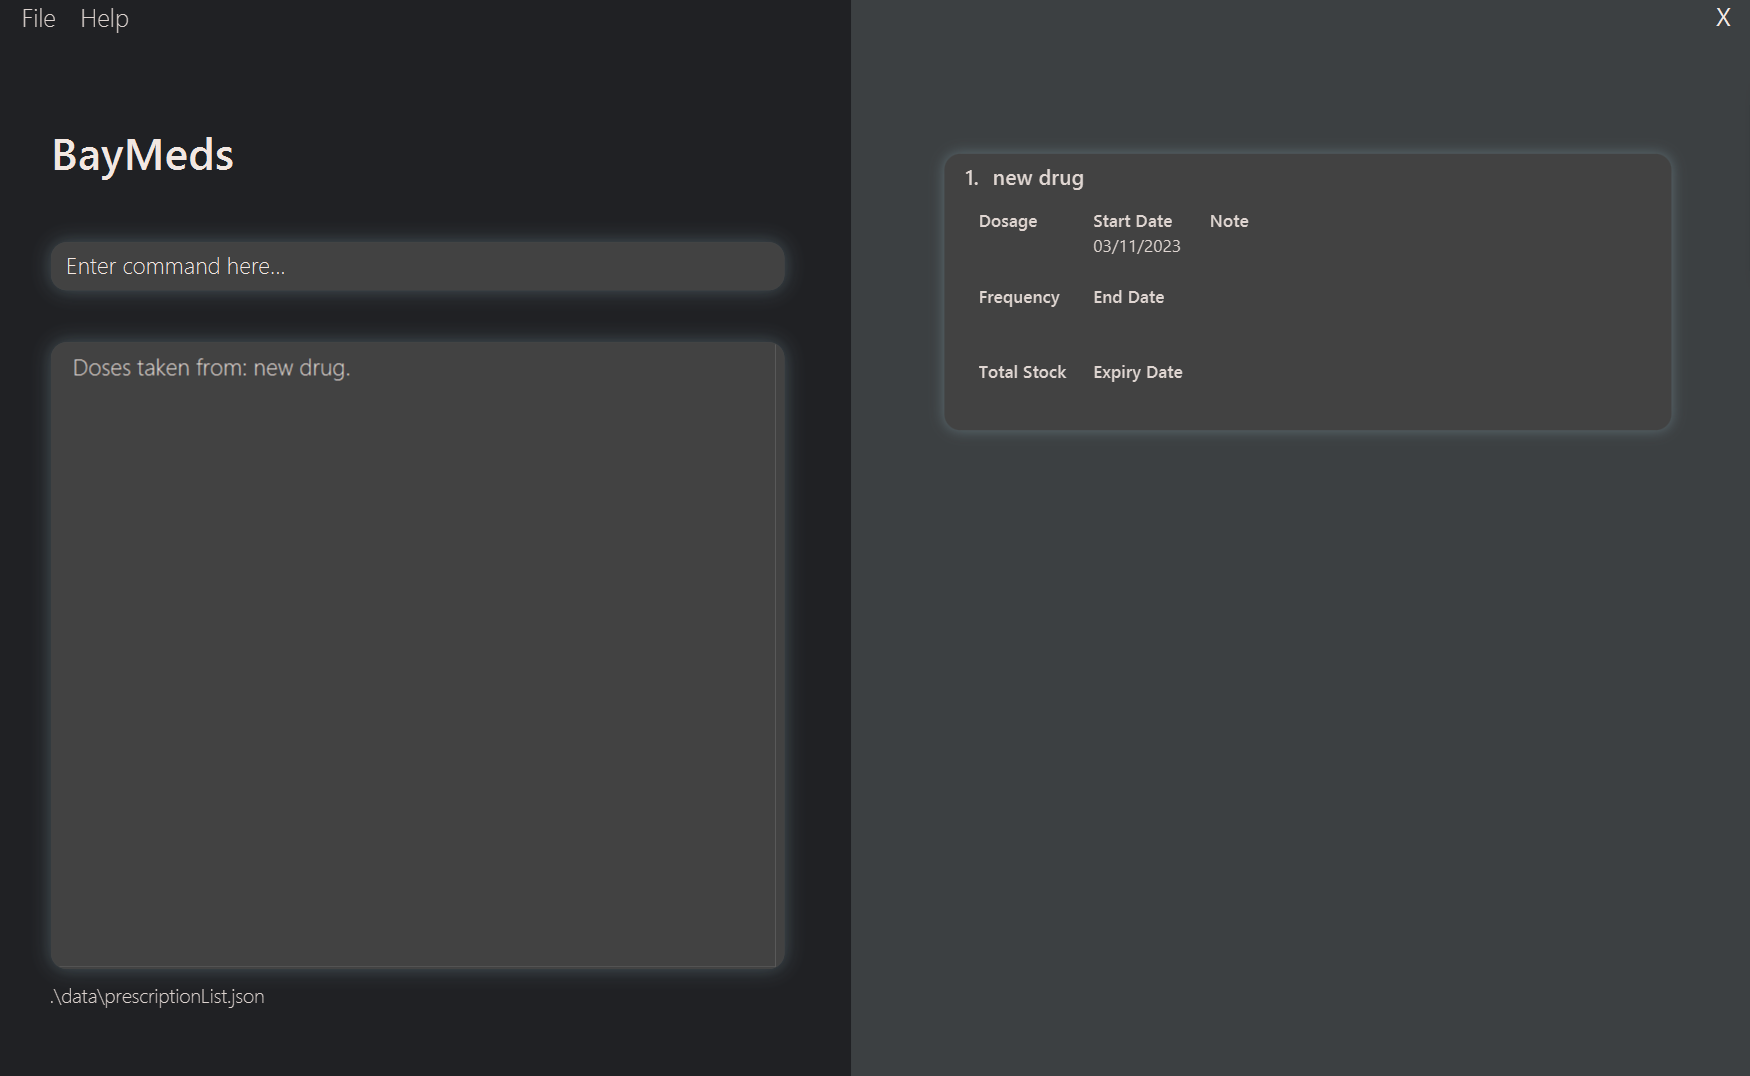 File Help
X
BayMeds
Enter command here...
Doses taken from: new drug.
.\data\prescriptionList.json
1. new drug
Dosage Start Date Note
03/11/2023
Frequency End Date
Total Stock Expiry Date